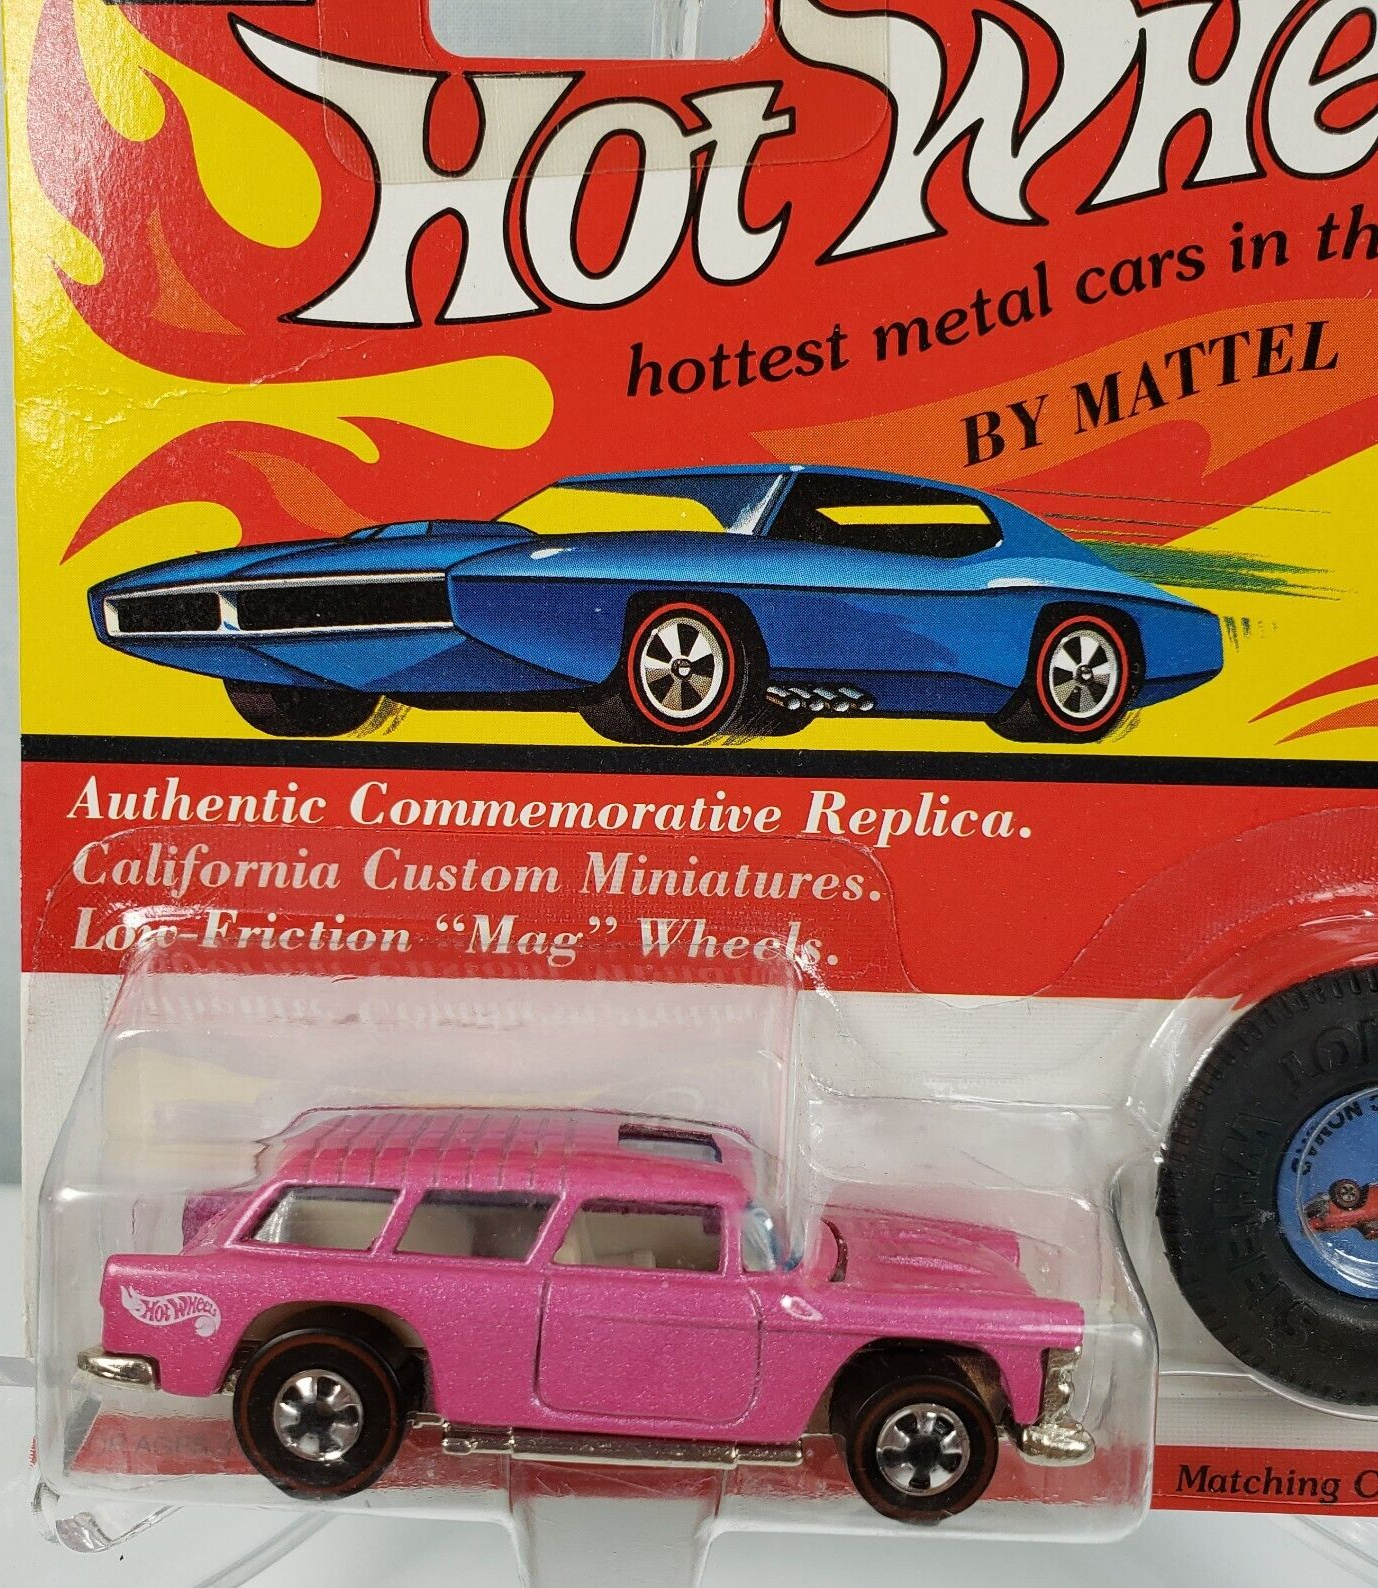 Hot Whe
hottest metal cars in th
BY MATTEL
Authentic Commemorative Replica.
California Custom Miniatures.
Low-Friction "Mag" Wheels.
Hot Wheels
Matching C